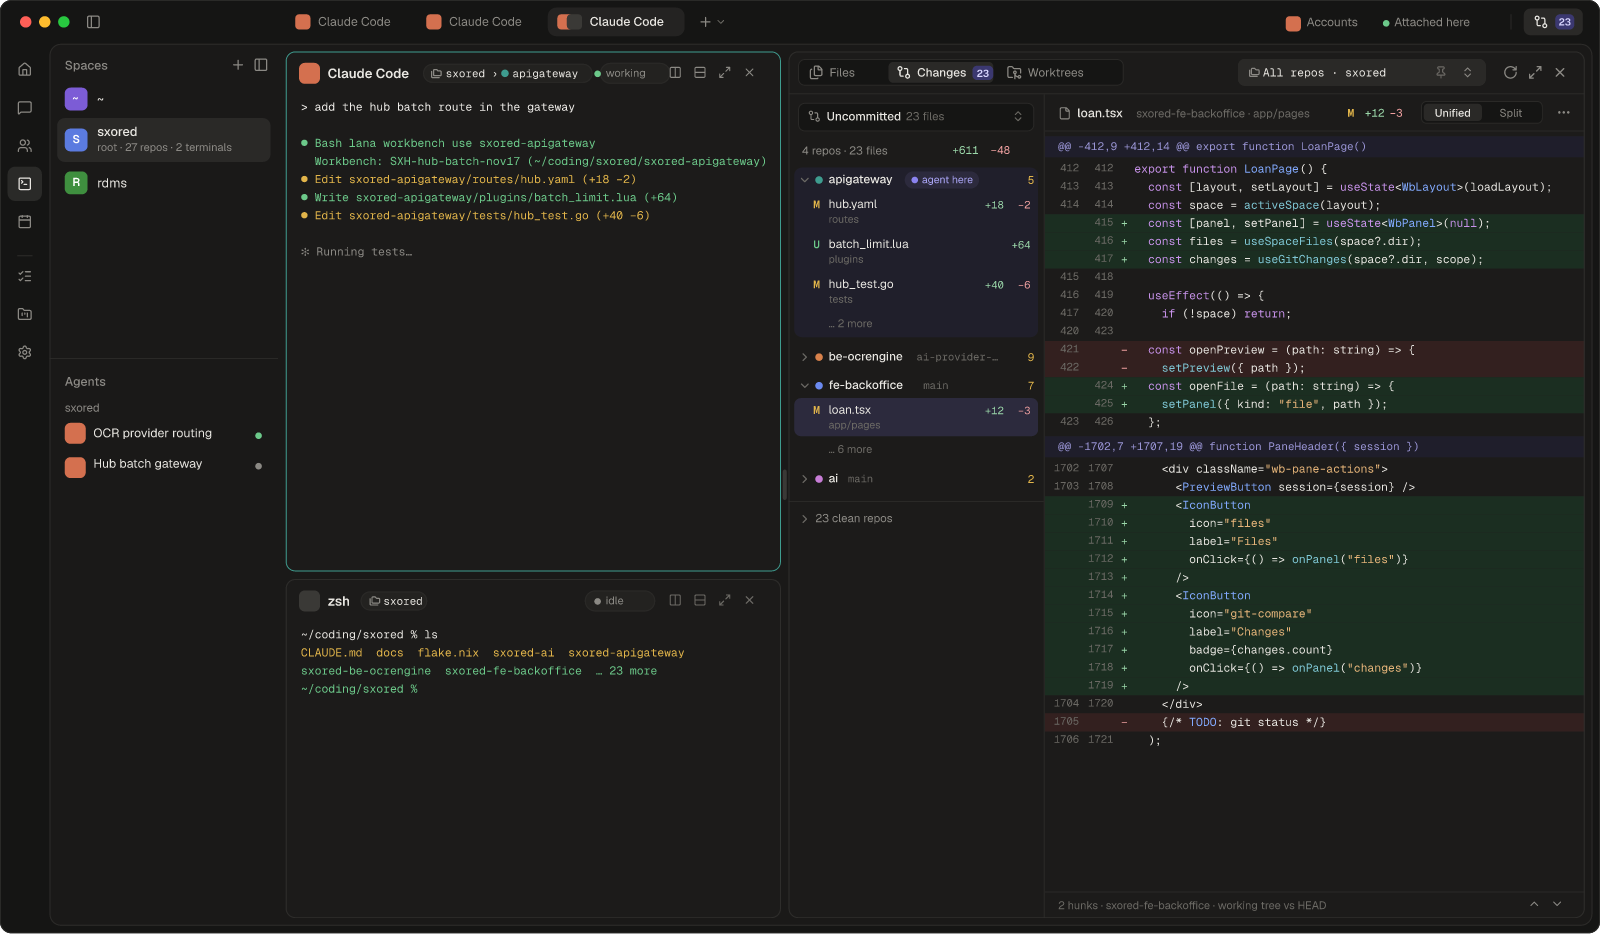 Claude Code
Claude Code
Claude Code
Accounts
Attached here
23
Spaces
~ ~
S sxored
root · 27 repos · 2 terminals
R rdms
Agents
sxored
OCR provider routing
Hub batch gateway
Claude Code sxored › apigateway working
> add the hub batch route in the gateway
Bash lana workbench use sxored-apigateway
Workbench: SXH-hub-batch-nov17 (~/coding/sxored/sxored-apigateway)
Edit sxored-apigateway/routes/hub.yaml (+18 −2)
Write sxored-apigateway/plugins/batch_limit.lua (+64)
Edit sxored-apigateway/tests/hub_test.go (+40 −6)
✻ Running tests…
zsh sxored idle
~/coding/sxored % ls
CLAUDE.md docs flake.nix sxored-ai sxored-apigateway
sxored-be-ocrengine sxored-fe-backoffice … 23 more
~/coding/sxored %
Files Changes 23 Worktrees
All repos · sxored
Uncommitted 23 files
4 repos · 23 files +611 −48
apigateway agent here 5
M hub.yaml +18 −2
routes
U batch_limit.lua +64
plugins
M hub_test.go +40 −6
tests
… 2 more
be-ocrengine ai-provider-… 9
fe-backoffice main 7
M loan.tsx +12 −3
app/pages
… 6 more
ai main 2
23 clean repos
loan.tsx sxored-fe-backoffice · app/pages M +12 −3 Unified Split
@@ -412,9 +412,14 @@ export function LoanPage()
412 412 export function LoanPage() {
413 413 const [layout, setLayout] = useState<WbLayout>(loadLayout);
414 414 const space = activeSpace(layout);
415 + const [panel, setPanel] = useState<WbPanel>(null);
416 + const files = useSpaceFiles(space?.dir);
417 + const changes = useGitChanges(space?.dir, scope);
415 418
416 419 useEffect(() => {
417 420 if (!space) return;
420 423
421 − const openPreview = (path: string) => {
422 − setPreview({ path });
424 + const openFile = (path: string) => {
425 + setPanel({ kind: "file", path });
423 426 };
@@ -1702,7 +1707,19 @@ function PaneHeader({ session })
1702 1707 <div className="wb-pane-actions">
1703 1708 <PreviewButton session={session} />
1709 + <IconButton
1710 + icon="files"
1711 + label="Files"
1712 + onClick={() => onPanel("files")}
1713 + />
1714 + <IconButton
1715 + icon="git-compare"
1716 + label="Changes"
1717 + badge={changes.count}
1718 + onClick={() => onPanel("changes")}
1719 + />
1704 1720 </div>
1705 − {/* TODO: git status */}
1706 1721 );
2 hunks · sxored-fe-backoffice · working tree vs HEAD